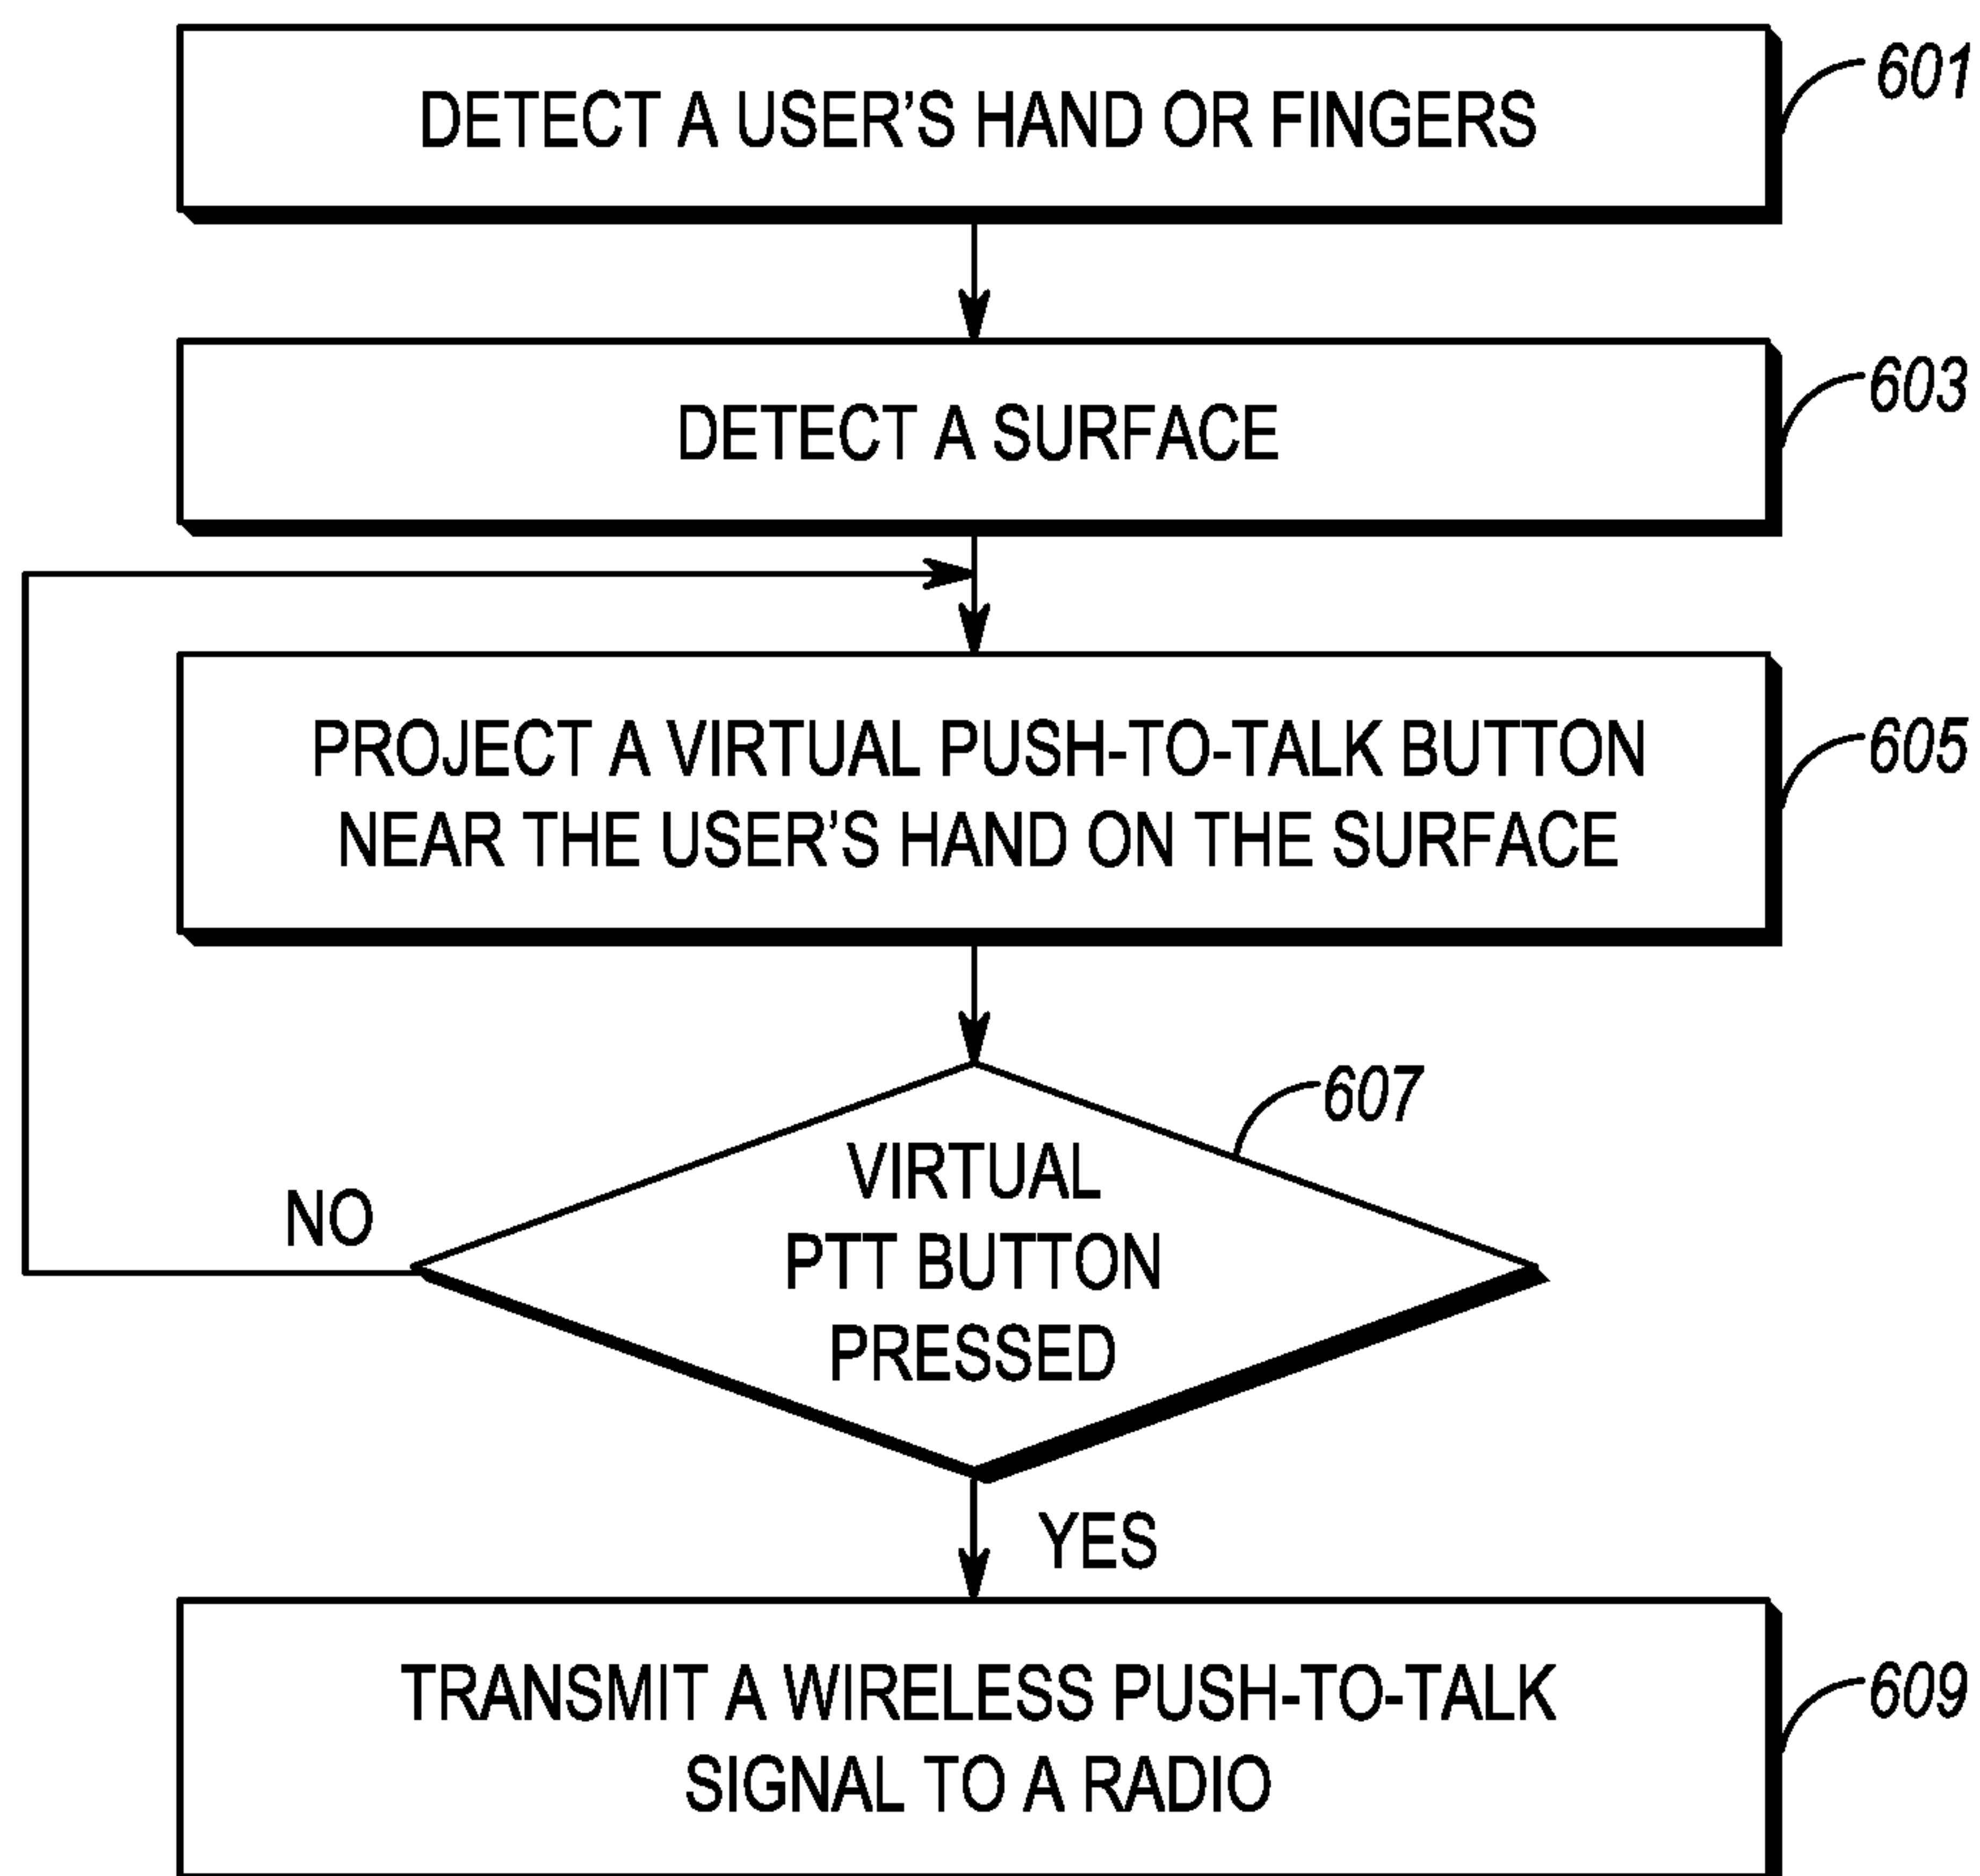 DETECT A USER'S HAND OR FINGERS
601
DETECT A SURFACE
603
PROJECT A VIRTUAL PUSH-TO-TALK BUTTON
NEAR THE USER'S HAND ON THE SURFACE
605
607
VIRTUAL
PTT BUTTON
PRESSED
NO
YES
TRANSMIT A WIRELESS PUSH-TO-TALK
SIGNAL TO A RADIO
609